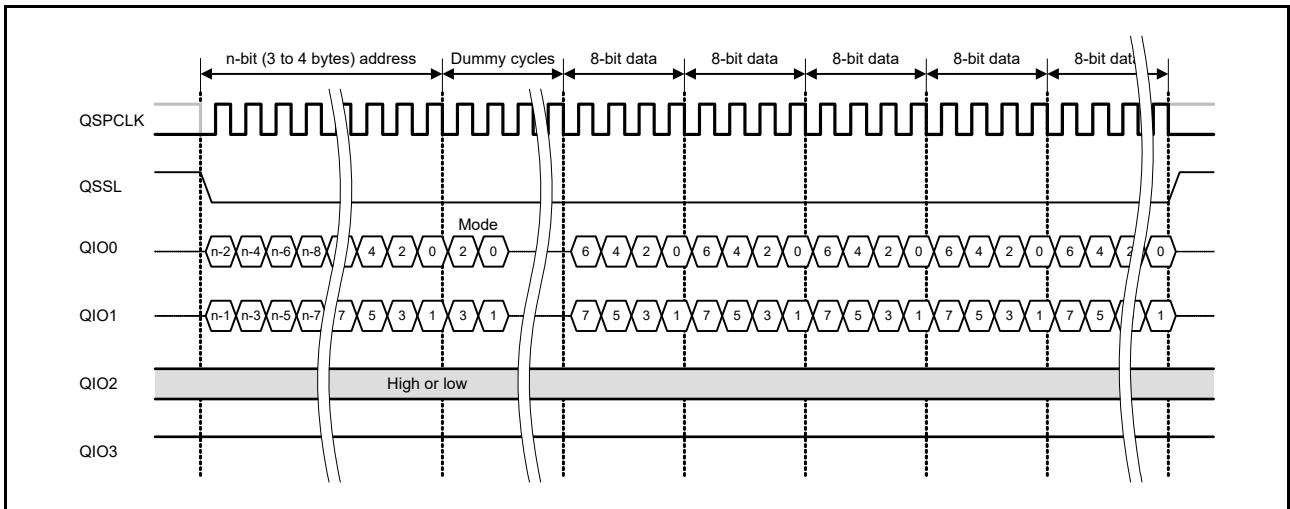 n-bit (3 to 4 bytes) address Dummy cycles 8-bit data 8-bit data 8-bit data 8-bit data 8-bit data
QSPCLK
QSSL
Mode
QIO0 n-2 n-4 n-6 n-8 4 2 0 2 0 6 4 2 0 6 4 2 0 6 4 2 0 6 4 2 0 6 4 2 0
QIO1 n-1 n-3 n-5 n-7 7 5 3 1 3 1 7 5 3 1 7 5 3 1 7 5 3 1 7 5 3 1 7 5 1
QIO2 High or low
QIO3